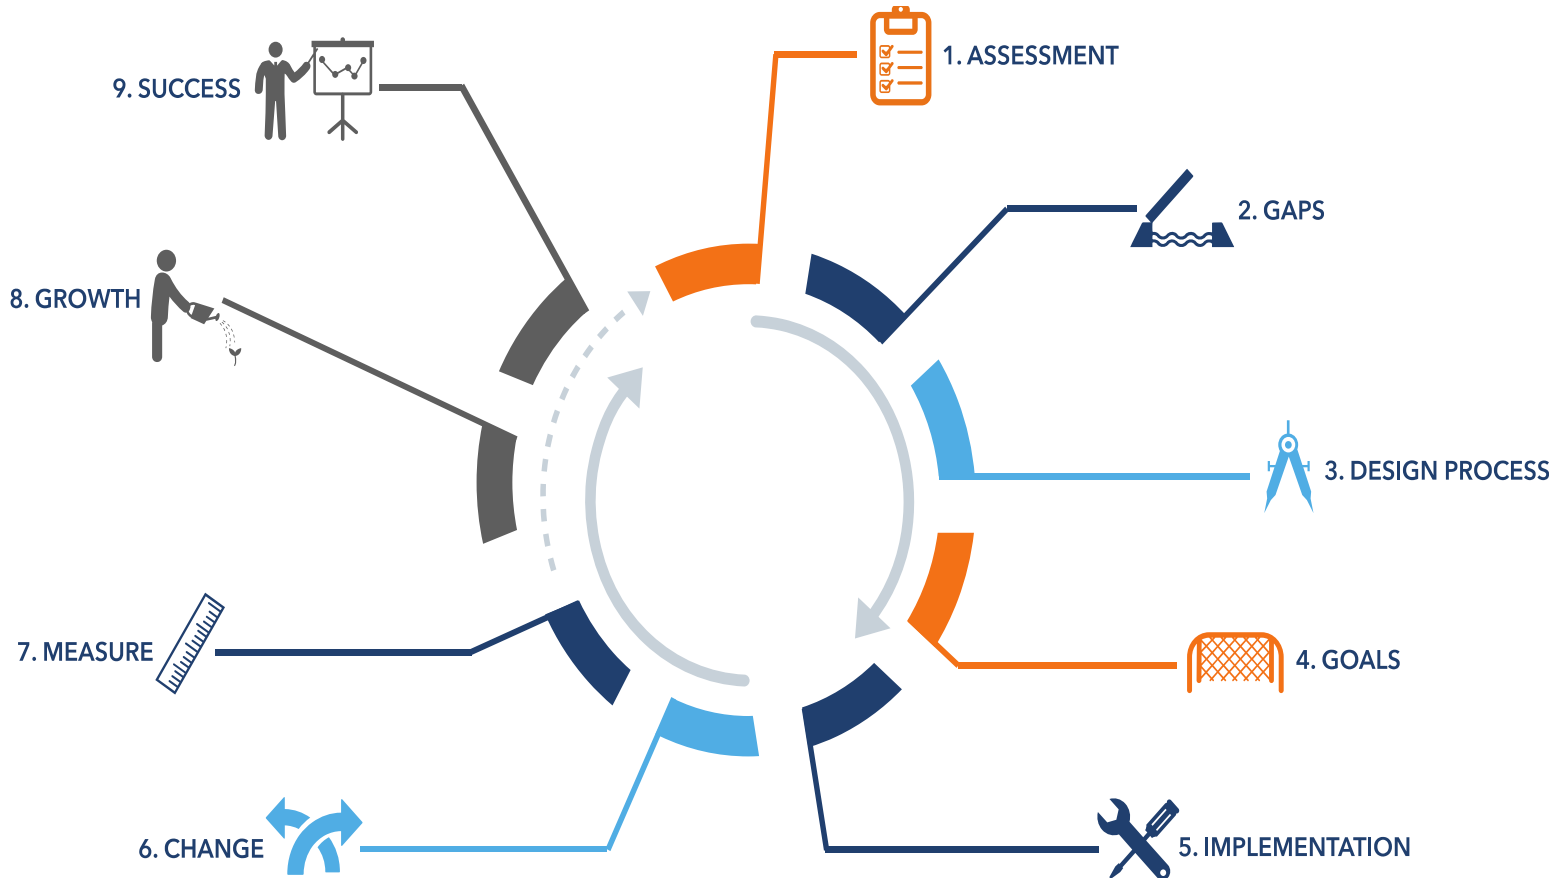 1. ASSESSMENT
2. GAPS
3. DESIGN PROCESS
4. GOALS
5. IMPLEMENTATION
6. CHANGE
7. MEASURE
8. GROWTH
9. SUCCESS